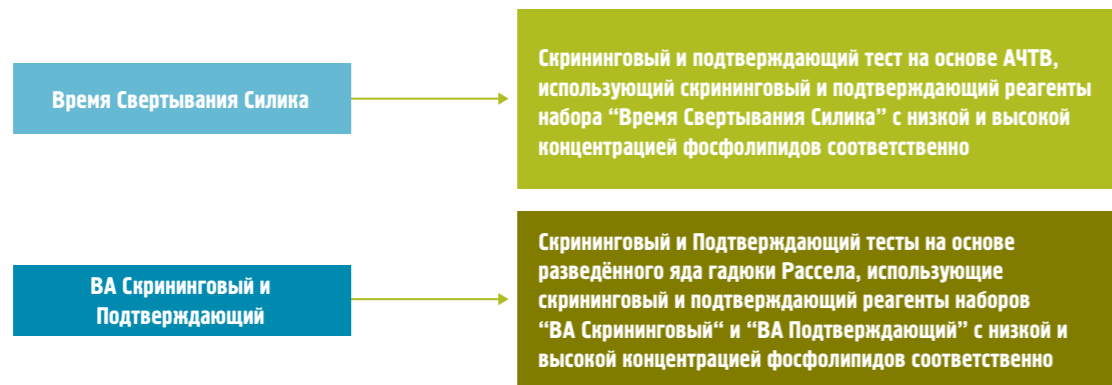 Время Свертывания Силика
Скрининговый и подтверждающий тест на основе АЧТВ,
использующий скрининговый и подтверждающий реагенты
набора “Время Свертывания Силика” с низкой и высокой
концентрацией фосфолипидов соответственно
ВА Скрининговый и
Подтверждающий
Скрининговый и Подтверждающий тесты на основе
разведённого яда гадюки Рассела, использующие
скрининговый и подтверждающий реагенты наборов
“ВА Скрининговый“ и “ВА Подтверждающий” с низкой и
высокой концентрацией фосфолипидов соответственно